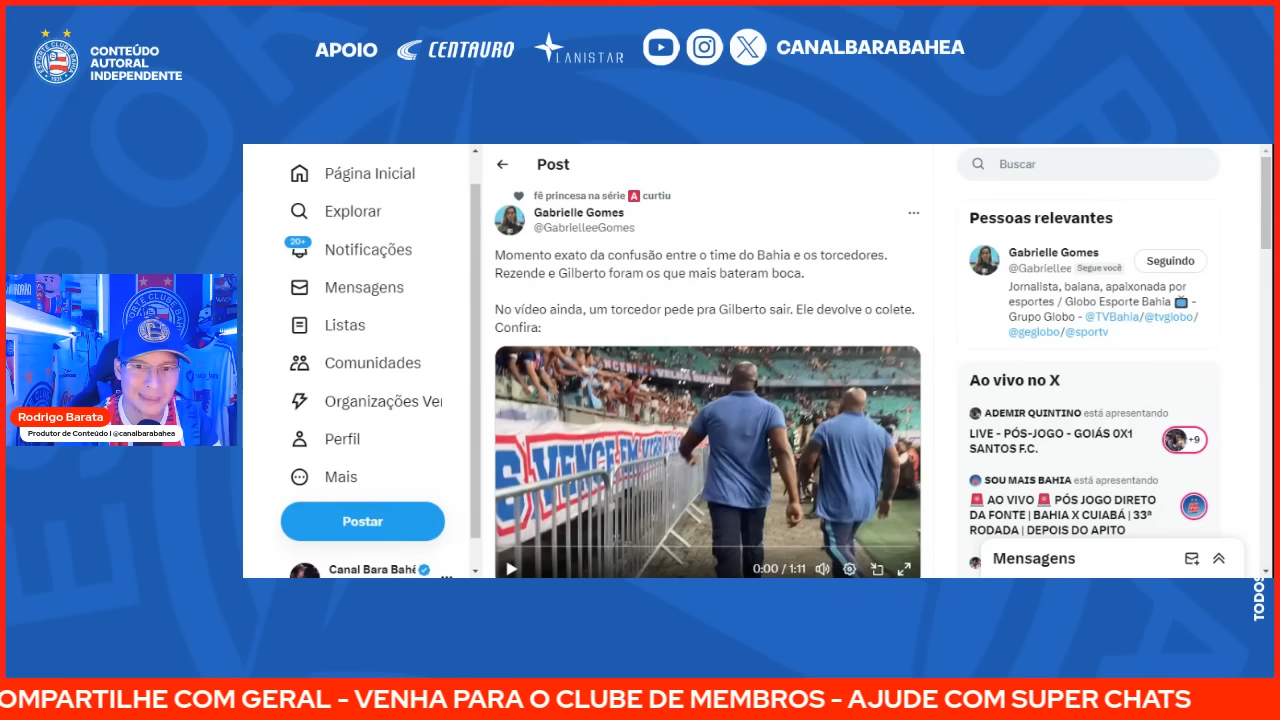 CONTEÚDO
AUTORAL
INDEPENDENTE
APOIO
CENTAURO
LANISTAR
CANALBARABAHEA
Página Inicial
Explorar
20+
Notificações
Mensagens
Listas
Comunidades
Organizações Ver
Perfil
Mais
Postar
Canal Bara Bahé
Post
fê princesa na série A curtiu
Gabrielle Gomes
@GabrielleeGomes
Momento exato da confusão entre o time do Bahia e os torcedores.
Rezende e Gilberto foram os que mais bateram boca.
No vídeo ainda, um torcedor pede pra Gilberto sair. Ele devolve o colete.
Confira:
S VENCE EM
0:00 / 1:11
Buscar
Pessoas relevantes
Gabrielle Gomes
@Gabriellee Segue você
Seguindo
Jornalista, baiana, apaixonada por
esportes / Globo Esporte Bahia 📺 -
Grupo Globo - @TVBahia/@tvglobo/
@geglobo/@sportv
Ao vivo no X
ADEMIR QUINTINO está apresentando
LIVE - PÓS-JOGO - GOIÁS 0X1
SANTOS F.C.
+9
SOU MAIS BAHIA está apresentando
🚨 AO VIVO 🚨 PÓS JOGO DIRETO
DA FONTE | BAHIA X CUIABÁ | 33ª
RODADA | DEPOIS DO APITO
Mensagens
Rodrigo Barata
Produtor de Conteúdo | @canalbarabahea
TODOS
OMPARTILHE COM GERAL - VENHA PARA O CLUBE DE MEMBROS - AJUDE COM SUPER CHATS